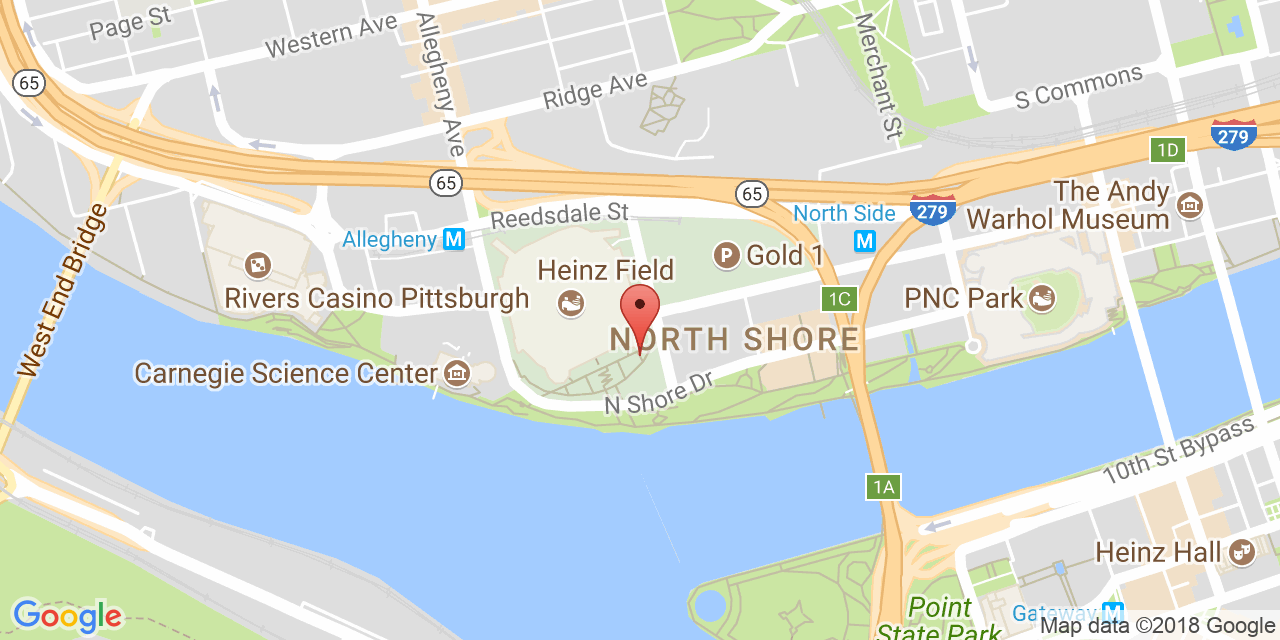 Page St
Western Ave
Allegheny Ave
Merchant St
S Commons
65
Ridge Ave
279
1D
65
65
The Andy
Warhol Museum
Reedsdale St
North Side
M
279
Allegheny M
P Gold 1
Heinz Field
West End Bridge
Rivers Casino Pittsburgh
1C
PNC Park
NORTH SHORE
Carnegie Science Center
N Shore Dr
10th St Bypass
1A
Heinz Hall
Point
State Park
Gateway M
Google
Map data ©2018 Google